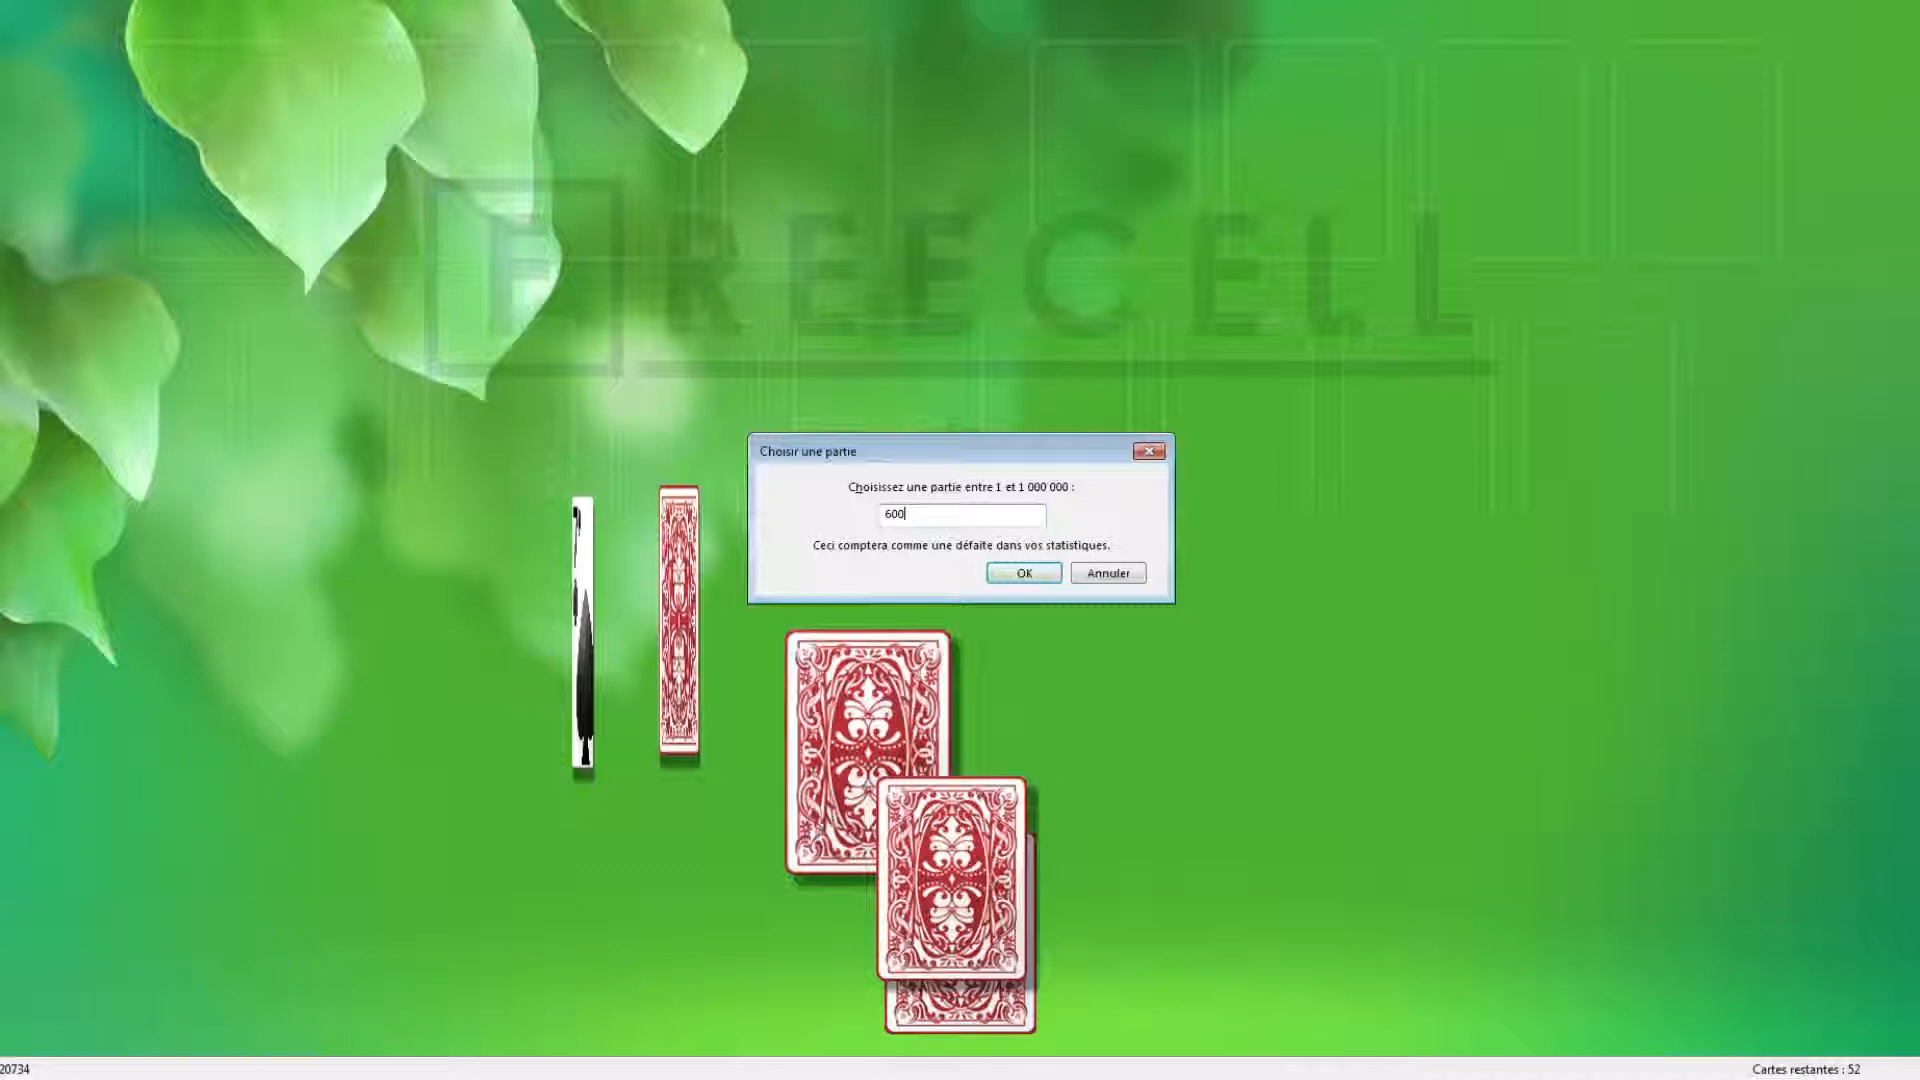 FREECELL
Choisir une partie
Choisissez une partie entre 1 et 1 000 000 :
600
Ceci comptera comme une défaite dans vos statistiques.
OK
Annuler
20734
Cartes restantes : 52